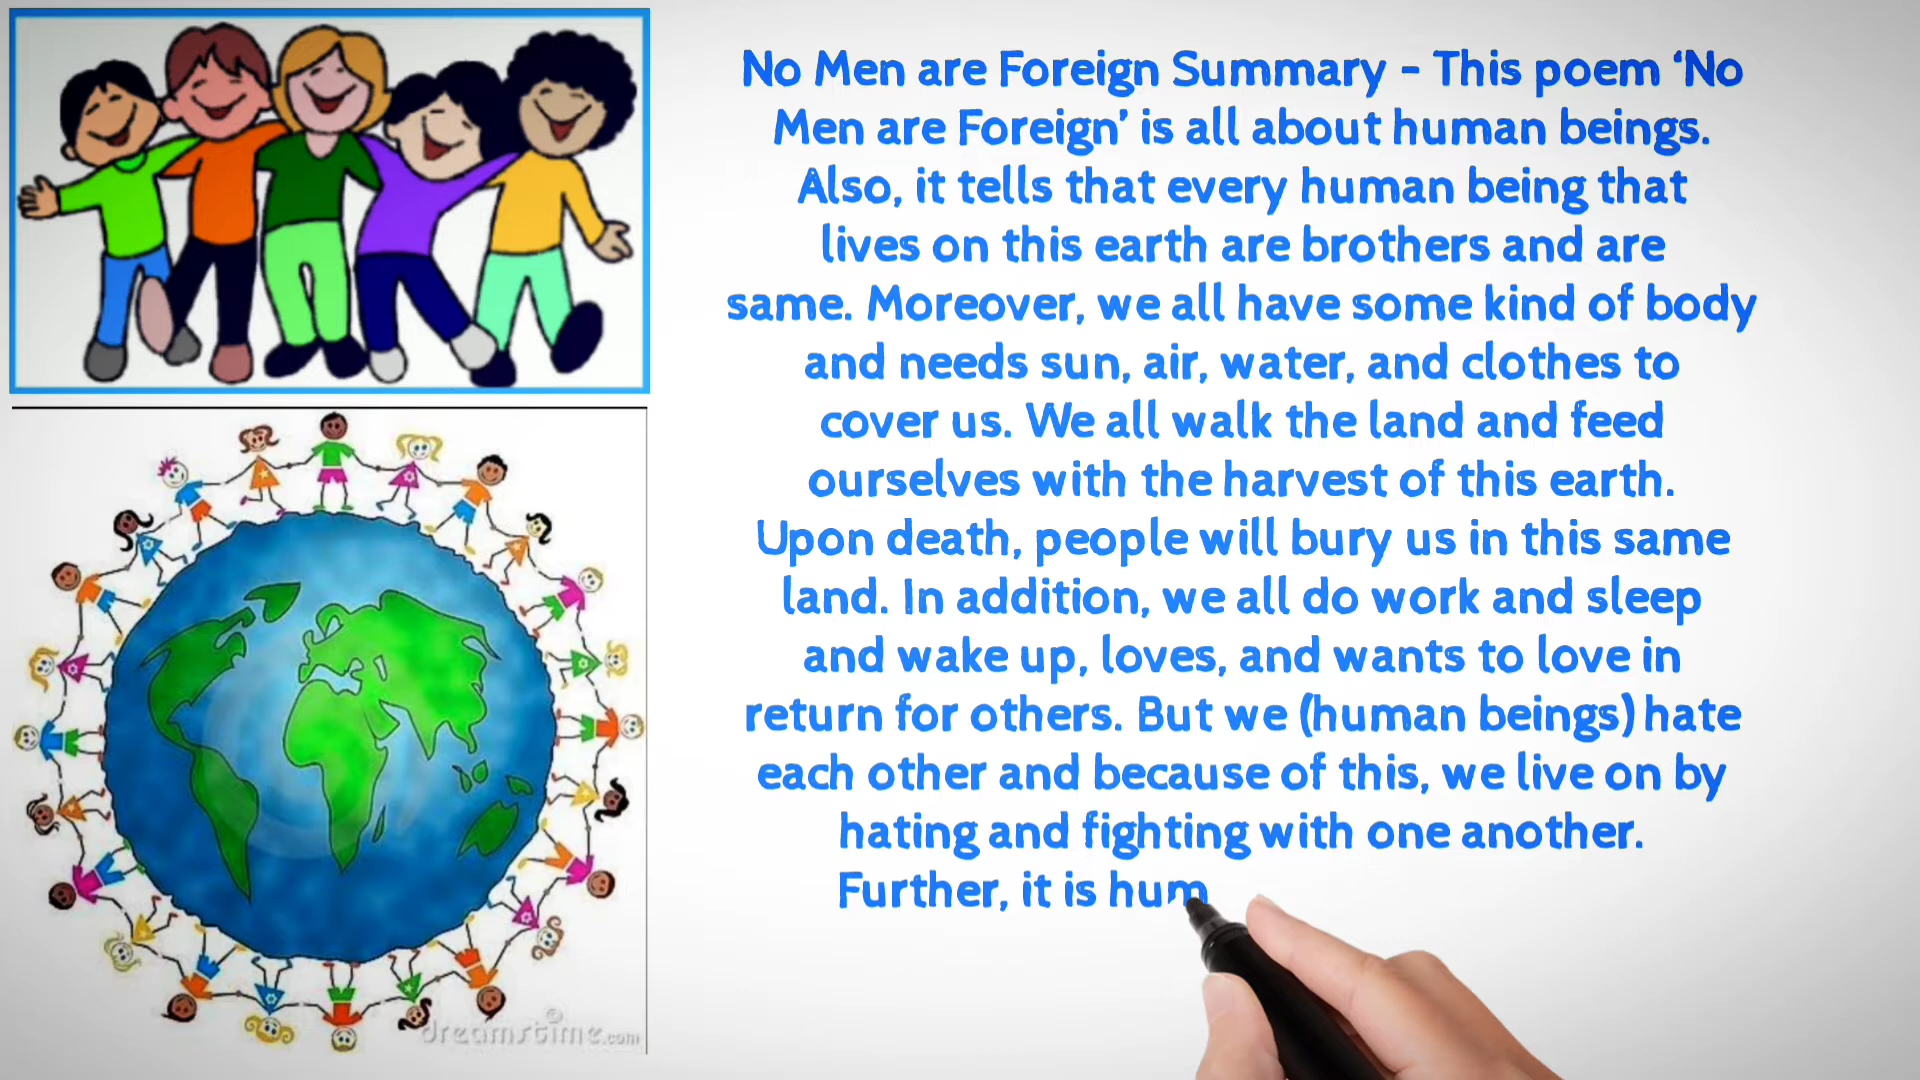 No Men are Foreign Summary - This poem ‘No
Men are Foreign’ is all about human beings.
Also, it tells that every human being that
lives on this earth are brothers and are
same. Moreover, we all have some kind of body
and needs sun, air, water, and clothes to
cover us. We all walk the land and feed
ourselves with the harvest of this earth.
Upon death, people will bury us in this same
land. In addition, we all do work and sleep
and wake up, loves, and wants to love in
return for others. But we (human beings) hate
each other and because of this, we live on by
hating and fighting with one another.
Further, it is hum
dreamstime.com